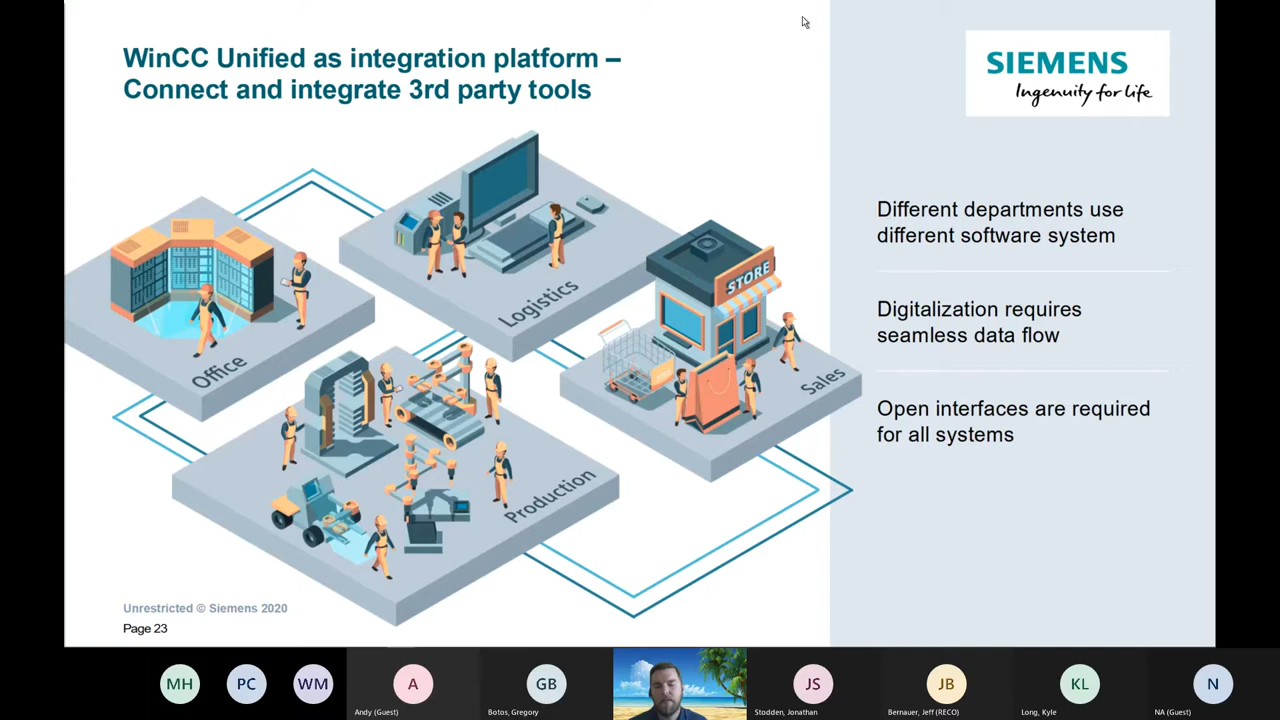 WinCC Unified as integration platform –
Connect and integrate 3rd party tools
SIEMENS
Ingenuity for life
Different departments use
different software system
Digitalization requires
seamless data flow
Open interfaces are required
for all systems
Office
Logistics
STORE
Sales
Production
Unrestricted © Siemens 2020
Page 23
MH
PC
WM
A
Andy (Guest)
GB
Botos, Gregory
JS
Stodden, Jonathan
JB
Bernauer, Jeff (RECO)
KL
Long, Kyle
N
NA (Guest)